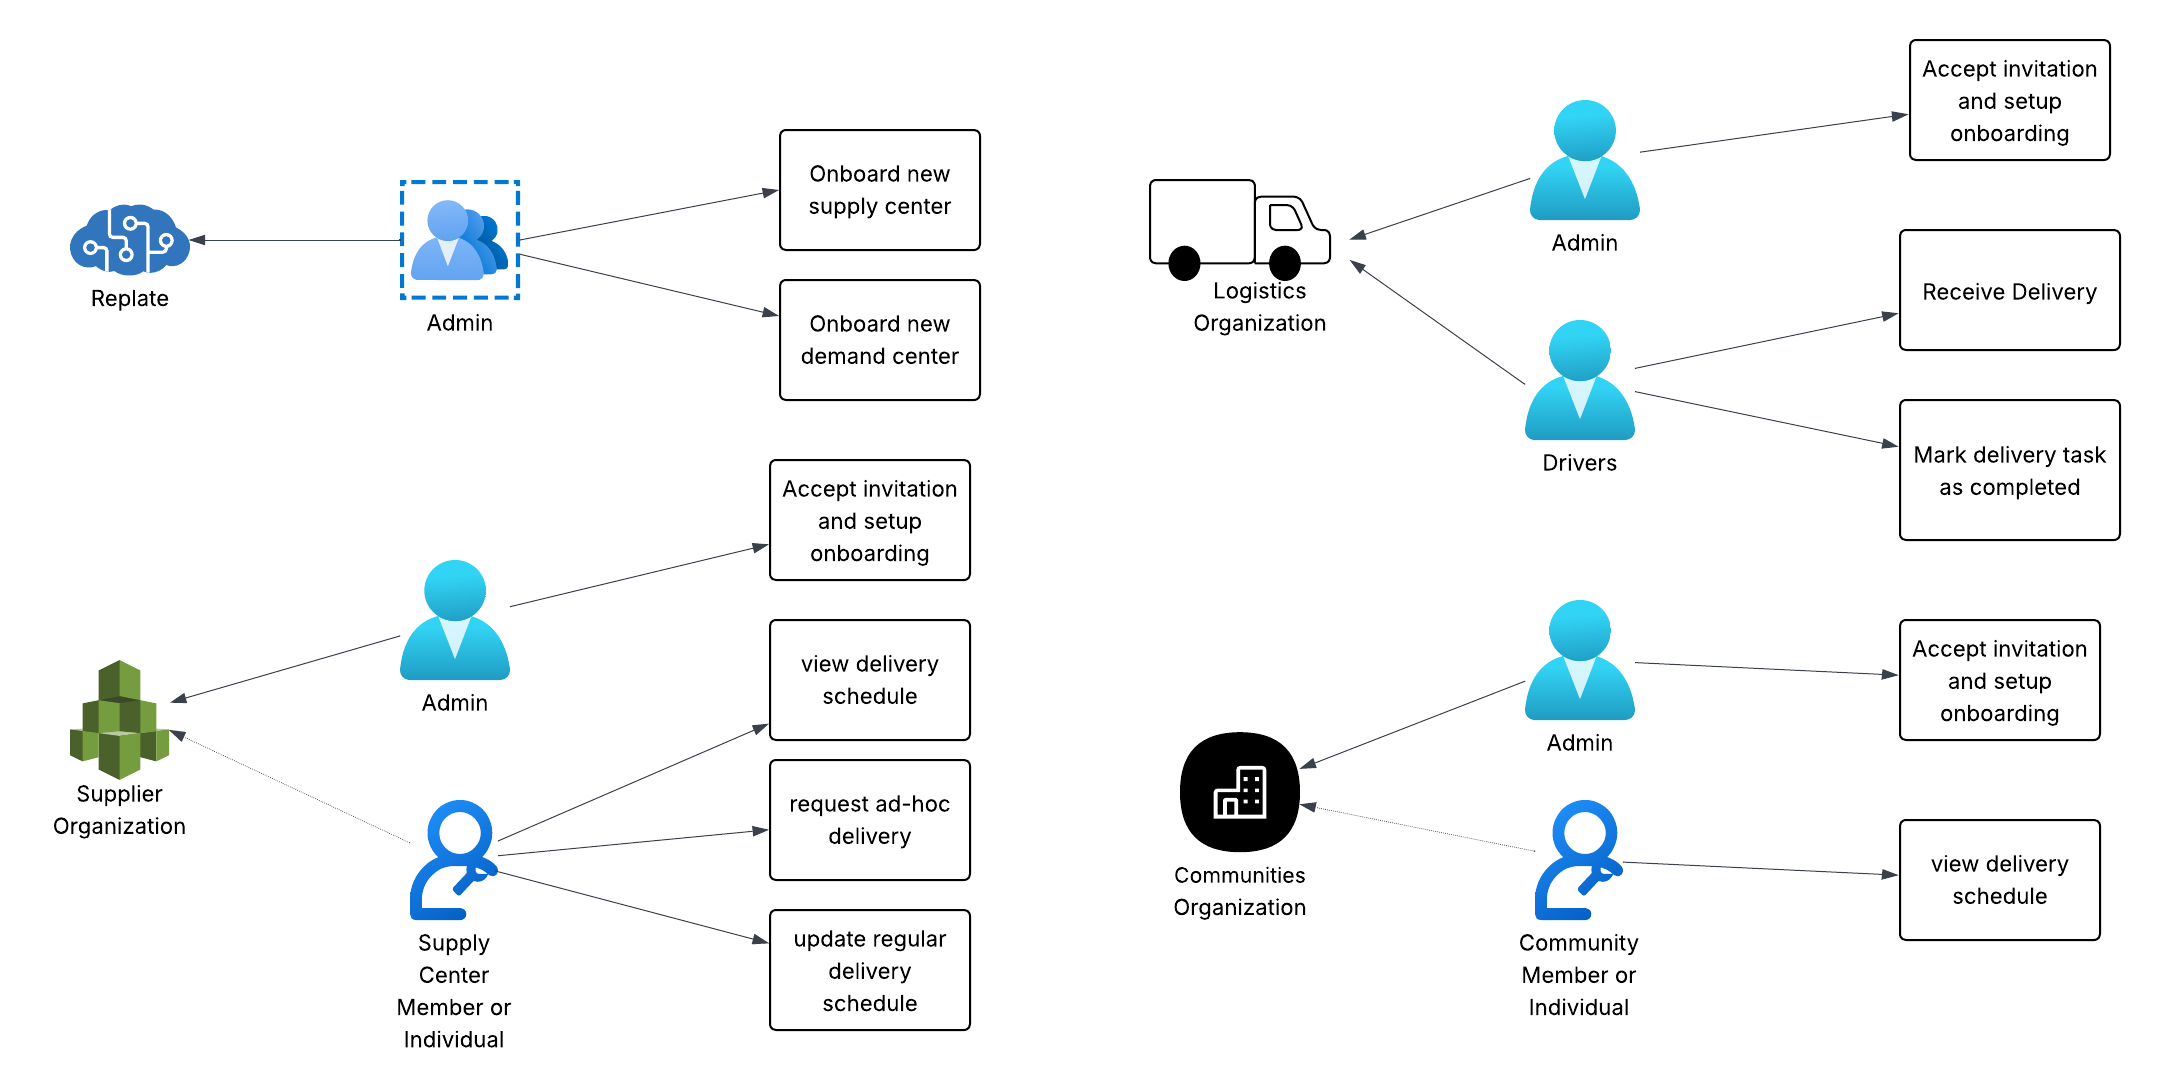 Replate
Admin
Onboard new
supply center
Onboard new
demand center
Supplier
Organization
Admin
Accept invitation
and setup
onboarding
Supply
Center
Member or
Individual
view delivery
schedule
request ad-hoc
delivery
update regular
delivery
schedule
Logistics
Organization
Admin
Accept invitation
and setup
onboarding
Drivers
Receive Delivery
Mark delivery task
as completed
Communities
Organization
Admin
Accept invitation
and setup
onboarding
Community
Member or
Individual
view delivery
schedule